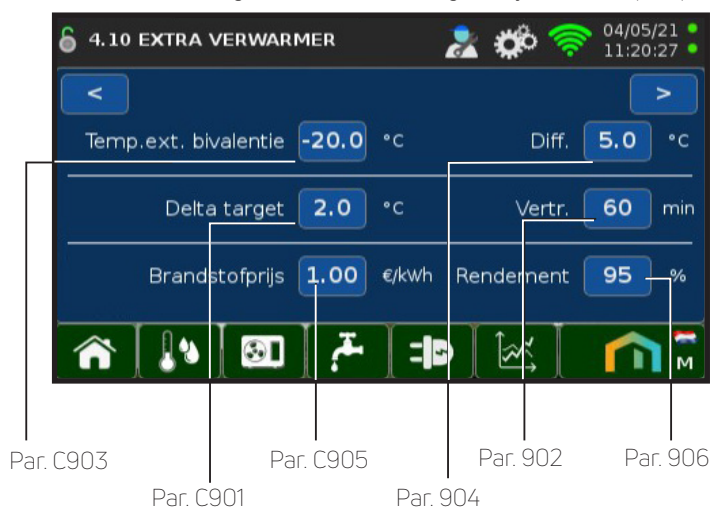 4.10 EXTRA VERWARMER
04/05/21
11:20:27
< >
Temp.ext. bivalentie -20.0 °C Diff. 5.0 °C
Delta target 2.0 °C Vertr. 60 min
Brandstofprijs 1.00 €/kWh Rendement 95 %
M
Par. C903 Par. C905 Par. 902 Par. 906
Par. C901 Par. 904